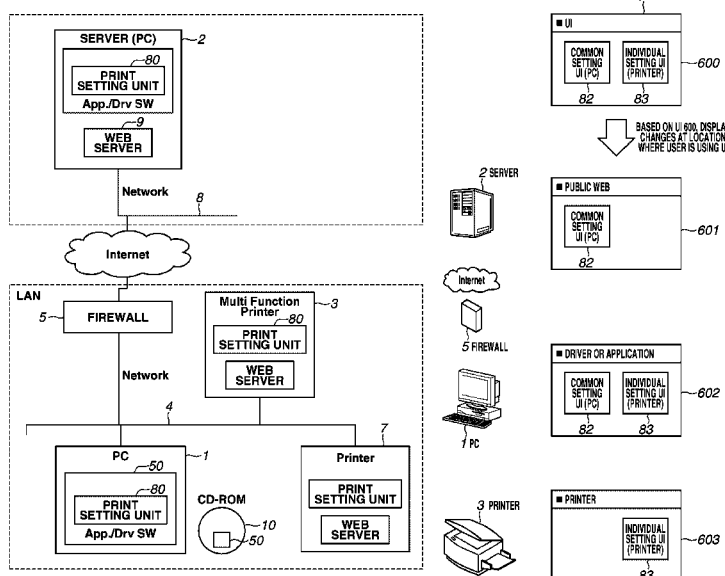 SERVER (PC)
2
80
PRINT
SETTING UNIT
App./Drv SW
9
WEB
SERVER
Network
8
Internet
LAN
5
FIREWALL
Network
Multi Function
Printer
3
80
PRINT
SETTING UNIT
WEB
SERVER
4
PC
1
50
80
PRINT
SETTING UNIT
App./Drv SW
CD-ROM
10
50
7
Printer
PRINT
SETTING UNIT
WEB
SERVER
2 SERVER
Internet
5 FIREWALL
1 PC
3 PRINTER
UI
COMMON
SETTING
UI (PC)
82
INDIVIDUAL
SETTING UI
(PRINTER)
83
600
BASED ON UI 600, DISPLA
CHANGES AT LOCATION
WHERE USER IS USING U
PUBLIC WEB
COMMON
SETTING
UI (PC)
82
601
DRIVER OR APPLICATION
COMMON
SETTING
UI (PC)
82
INDIVIDUAL
SETTING UI
(PRINTER)
83
602
PRINTER
INDIVIDUAL
SETTING UI
(PRINTER)
83
603